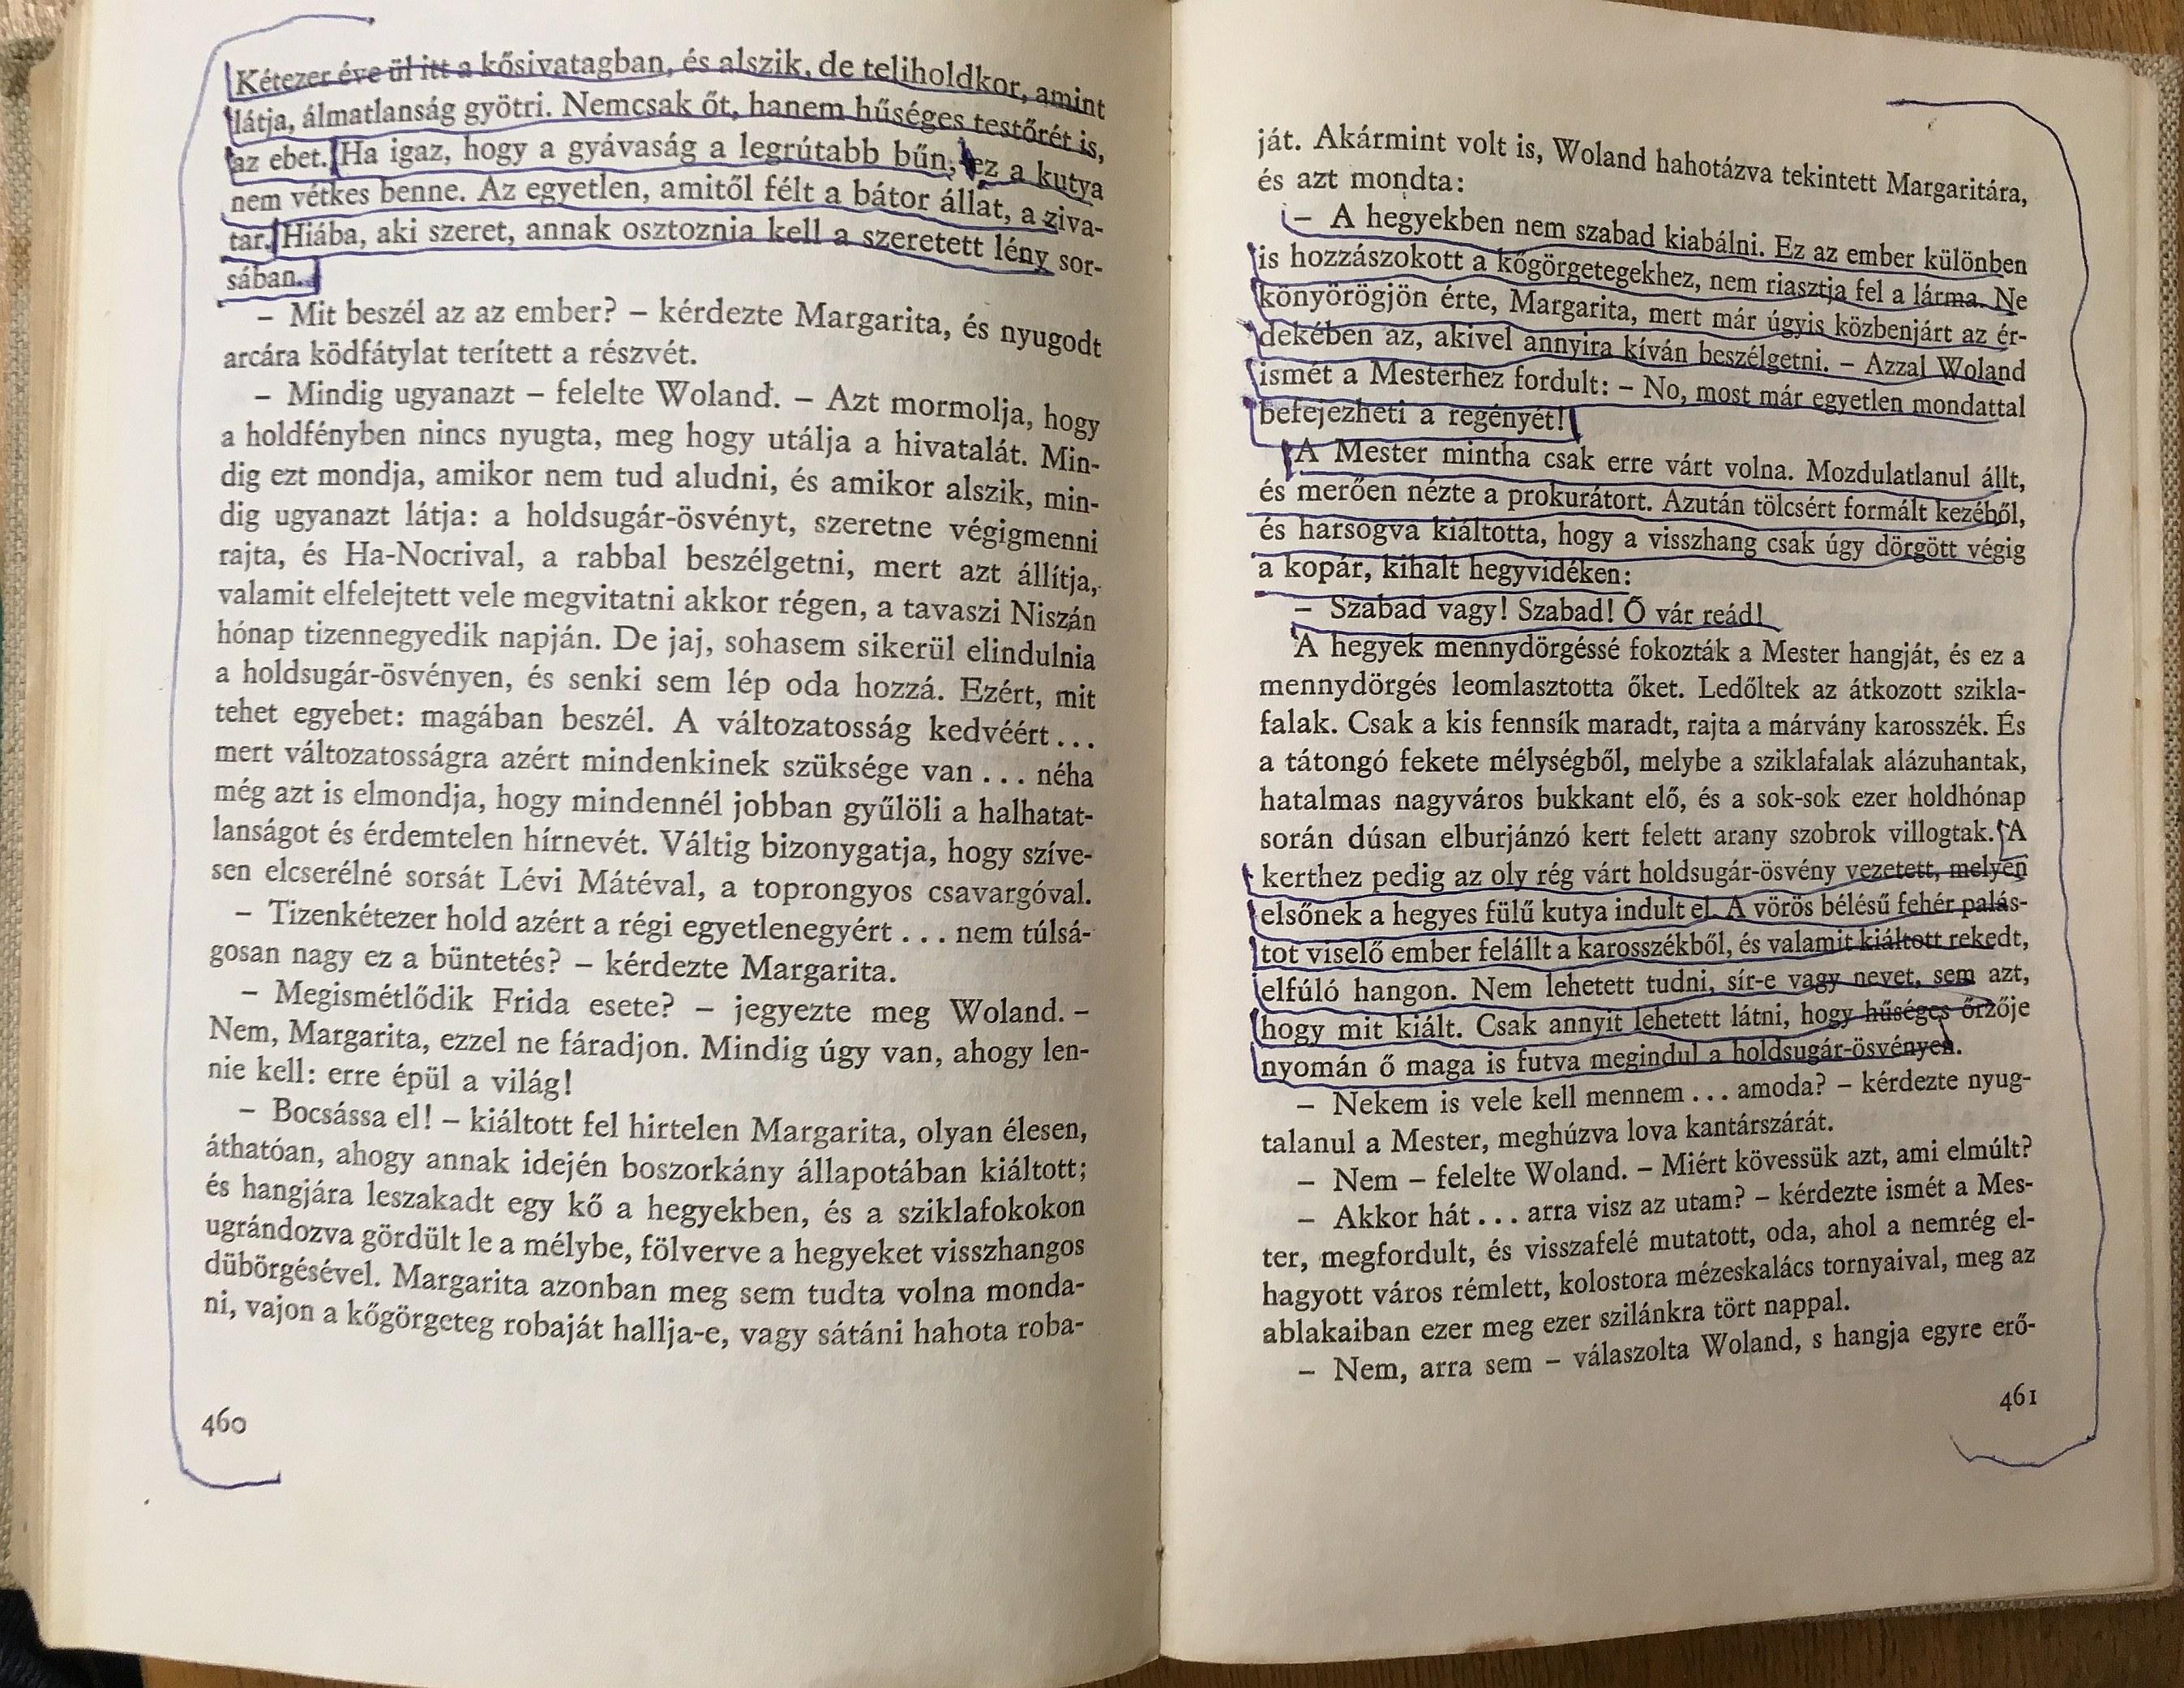 Kétezer éve ül itt a kősivatagban, és alszik, de teliholdkor, amint
látja, álmatlanság gyötri. Nemcsak őt, hanem hűséges testőrét is,
az ebet. Ha igaz, hogy a gyávaság a legrútabb bűn, ez a kutya
nem vétkes benne. Az egyetlen, amitől félt a bátor állat, a ziva-
tar. Hiába, aki szeret, annak osztoznia kell a szeretett lény sor-
sában.
– Mit beszél az az ember? – kérdezte Margarita, és nyugodt
arcára ködfátylat terített a részvét.
– Mindig ugyanazt – felelte Woland. – Azt mormolja, hogy
a holdfényben nincs nyugta, meg hogy utálja a hivatalát. Min-
dig ezt mondja, amikor nem tud aludni, és amikor alszik, min-
dig ugyanazt látja: a holdsugár-ösvényt, szeretne végigmenni
rajta, és Ha-Nocrival, a rabbal beszélgetni, mert azt állítja,
valamit elfelejtett vele megvitatni akkor régen, a tavaszi Niszán
hónap tizennegyedik napján. De jaj, sohasem sikerül elindulnia
a holdsugár-ösvényen, és senki sem lép oda hozzá. Ezért, mit
tehet egyebet: magában beszél. A változatosság kedvéért . . .
mert változatosságra azért mindenkinek szüksége van . . . néha
még azt is elmondja, hogy mindennél jobban gyűlöli a halhatat-
lanságot és érdemtelen hírnevét. Váltig bizonygatja, hogy szíve-
sen elcserélné sorsát Lévi Mátéval, a toprongyos csavargóval.
– Tizenkétezer hold azért a régi egyetlenegyért . . . nem túlsá-
gosan nagy ez a büntetés? – kérdezte Margarita.
– Megismétlődik Frida esete? – jegyezte meg Woland. –
Nem, Margarita, ezzel ne fáradjon. Mindig úgy van, ahogy len-
nie kell: erre épül a világ!
– Bocsássa el! – kiáltott fel hirtelen Margarita, olyan élesen,
áthatóan, ahogy annak idején boszorkány állapotában kiáltott;
és hangjára leszakadt egy kő a hegyekben, és a sziklafokokon
ugrándozva gördült le a mélybe, fölverve a hegyeket visszhangos
dübörgésével. Margarita azonban meg sem tudta volna monda-
ni, vajon a kőgörgeteg robaját hallja-e, vagy sátáni hahota roba-
460
ját. Akármint volt is, Woland hahotázva tekintett Margaritára,
és azt mondta:
– A hegyekben nem szabad kiabálni. Ez az ember különben
is hozzászokott a kőgörgetegekhez, nem riasztja fel a lárma. Ne
könyörögjön érte, Margarita, mert már úgyis közbenjárt az ér-
dekében az, akivel annyira kíván beszélgetni. – Azzal Woland
ismét a Mesterhez fordult: – No, most már egyetlen mondattal
befejezheti a regényét!
A Mester mintha csak erre várt volna. Mozdulatlanul állt,
és merően nézte a prokurátort. Azután tölcsért formált kezéből,
és harsogva kiáltotta, hogy a visszhang csak úgy dörgött végig
a kopár, kihalt hegyvidéken:
– Szabad vagy! Szabad! Ő vár reád!
A hegyek mennydörgéssé fokozták a Mester hangját, és ez a
mennydörgés leomlasztotta őket. Ledőltek az átkozott szikla-
falak. Csak a kis fennsík maradt, rajta a márvány karosszék. És
a tátongó fekete mélységből, melybe a sziklafalak alázuhantak,
hatalmas nagyváros bukkant elő, és a sok-sok ezer holdhónap
során dúsan elburjánzó kert felett arany szobrok villogtak. A
kerthez pedig az oly rég várt holdsugár-ösvény vezetett, melyen
elsőnek a hegyes fülű kutya indult el. A vörös bélésű fehér palás-
tot viselő ember felállt a karosszékből, és valamit kiáltott rekedt,
elfúló hangon. Nem lehetett tudni, sír-e vagy nevet, sem azt,
hogy mit kiált. Csak annyit lehetett látni, hogy hűséges őrzője
nyomán ő maga is futva megindul a holdsugár-ösvényen.
– Nekem is vele kell mennem . . . amoda? – kérdezte nyug-
talanul a Mester, meghúzva lova kantárszárát.
– Nem – felelte Woland. – Miért kövessük azt, ami elmúlt?
– Akkor hát . . . arra visz az utam? – kérdezte ismét a Mes-
ter, megfordult, és visszafelé mutatott, oda, ahol a nemrég el-
hagyott város rémlett, kolostora mézeskalács tornyaival, meg az
ablakaiban ezer meg ezer szilánkra tört nappal.
– Nem, arra sem – válaszolta Woland, s hangja egyre erő-
461